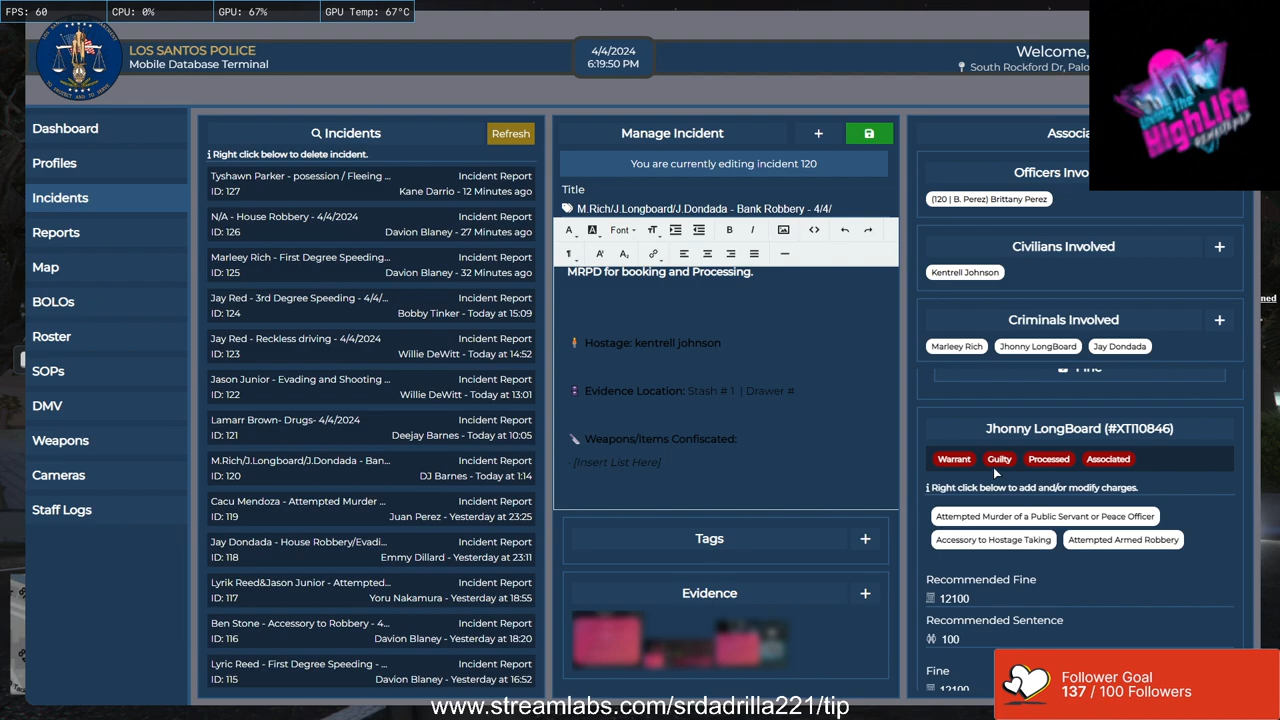 FPS: 60
CPU: 0%
GPU: 67%
GPU Temp: 67°C
LOS SANTOS POLICE
Mobile Database Terminal
4/4/2024
6:19:50 PM
Welcome,
South Rockford Dr, Palo
Living The
HighLife
Dashboard
Profiles
Incidents
Reports
Map
BOLOs
Roster
SOPs
DMV
Weapons
Cameras
Staff Logs
Incidents
Refresh
Right click below to delete incident.
Tyshawn Parker - posession / Fleeing ... Incident Report
ID: 127 Kane Darrio - 12 Minutes ago
N/A - House Robbery - 4/4/2024 Incident Report
ID: 126 Davion Blaney - 27 Minutes ago
Marleey Rich - First Degree Speeding... Incident Report
ID: 125 Davion Blaney - 32 Minutes ago
Jay Red - 3rd Degree Speeding - 4/4/... Incident Report
ID: 124 Bobby Tinker - Today at 15:09
Jay Red - Reckless driving - 4/4/2024 Incident Report
ID: 123 Willie DeWitt - Today at 14:52
Jason Junior - Evading and Shooting ... Incident Report
ID: 122 Willie DeWitt - Today at 13:01
Lamarr Brown- Drugs- 4/4/2024 Incident Report
ID: 121 Deejay Barnes - Today at 10:05
M.Rich/J.Longboard/J.Dondada - Ban... Incident Report
ID: 120 DJ Barnes - Today at 1:14
Cacu Mendoza - Attempted Murder ... Incident Report
ID: 119 Juan Perez - Yesterday at 23:25
Jay Dondada - House Robbery/Evadi... Incident Report
ID: 118 Emmy Dillard - Yesterday at 23:11
Lyrik Reed&Jason Junior - Attempted... Incident Report
ID: 117 Yoru Nakamura - Yesterday at 18:55
Ben Stone - Accessory to Robbery - 4... Incident Report
ID: 116 Davion Blaney - Yesterday at 18:20
Lyric Reed - First Degree Speeding - ... Incident Report
ID: 115 Davion Blaney - Yesterday at 16:52
Manage Incident
You are currently editing incident 120
Title
M.Rich/J.Longboard/J.Dondada - Bank Robbery - 4/4/
Font
MRPD for booking and Processing.
Hostage: kentrell johnson
Evidence Location: Stash # 1 | Drawer #
Weapons/Items Confiscated:
· [Insert List Here]
Tags
Evidence
Associa
Officers Invo
(120 | B. Perez) Brittany Perez
Civilians Involved
Kentrell Johnson
Criminals Involved
Marleey Rich
Jhonny LongBoard
Jay Dondada
Fine
Jhonny LongBoard (#XTI10846)
Warrant
Guilty
Processed
Associated
Right click below to add and/or modify charges.
Attempted Murder of a Public Servant or Peace Officer
Accessory to Hostage Taking
Attempted Armed Robbery
Recommended Fine
12100
Recommended Sentence
100
Fine
12100
ned
Follower Goal
137 / 100 Followers
www.streamlabs.com/srdadrilla221/tip